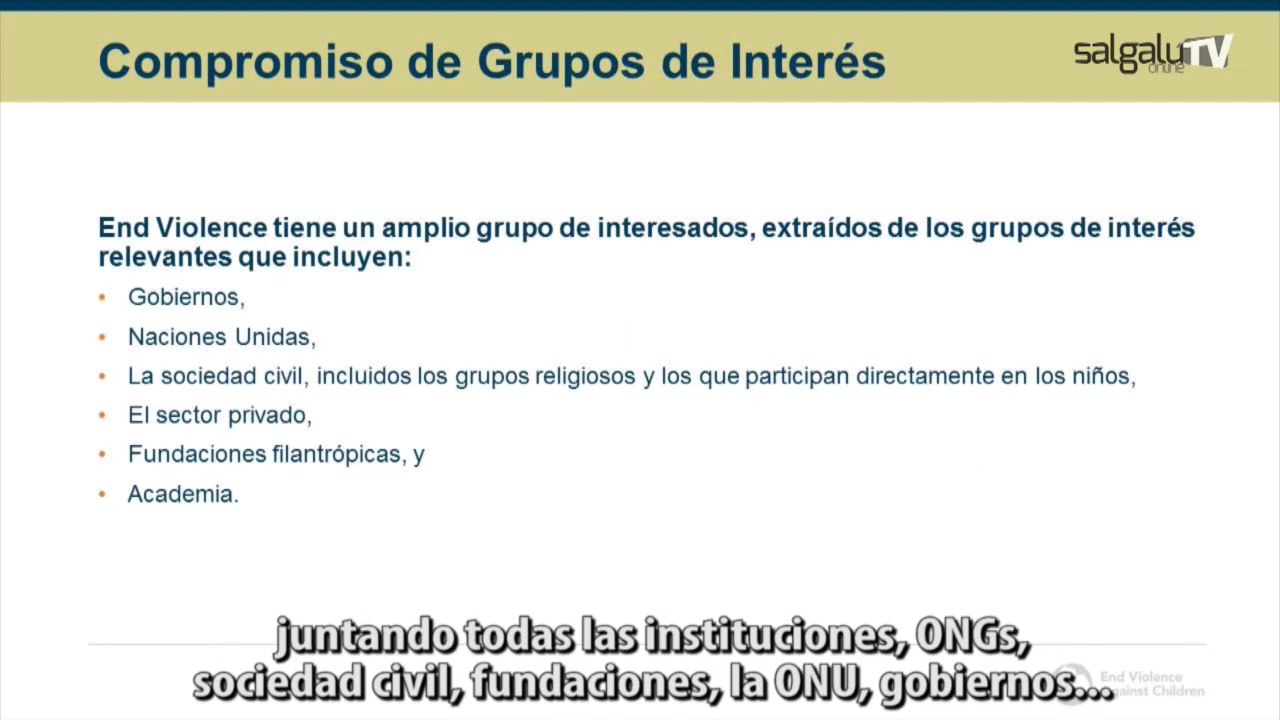 Compromiso de Grupos de Interés
salgaluTV
online
End Violence tiene un amplio grupo de interesados, extraídos de los grupos de interés
relevantes que incluyen:
• Gobiernos,
• Naciones Unidas,
• La sociedad civil, incluidos los grupos religiosos y los que participan directamente en los niños,
• El sector privado,
• Fundaciones filantrópicas, y
• Academia.
juntando todas las instituciones, ONGs,
sociedad civil, fundaciones, la ONU, gobiernos...
End Violence
Against Children